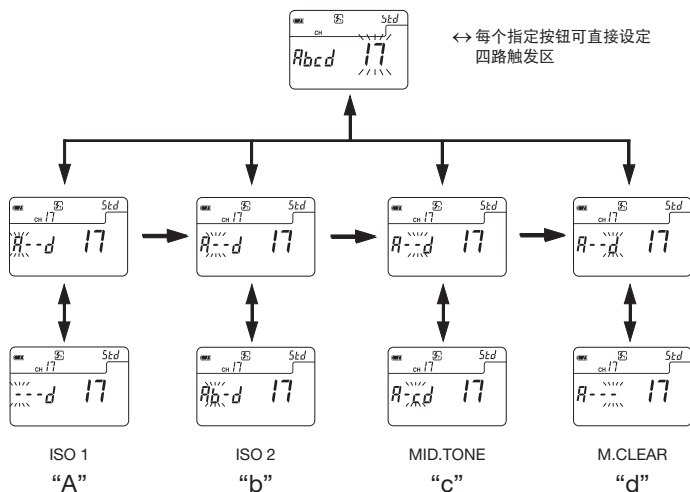 Std
CH
Abcd 17
↔ 每个指定按钮可直接设定
四路触发区
Std
CH 17
A--d 17
Std
CH 17
A--d 17
Std
CH 17
A--d 17
Std
CH 17
A--d 17
Std
CH 17
---d 17
Std
CH 17
Ab-d 17
Std
CH 17
A-cd 17
Std
CH 17
A--- 17
ISO 1
ISO 2
MID.TONE
M.CLEAR
“A”
“b”
“c”
“d”